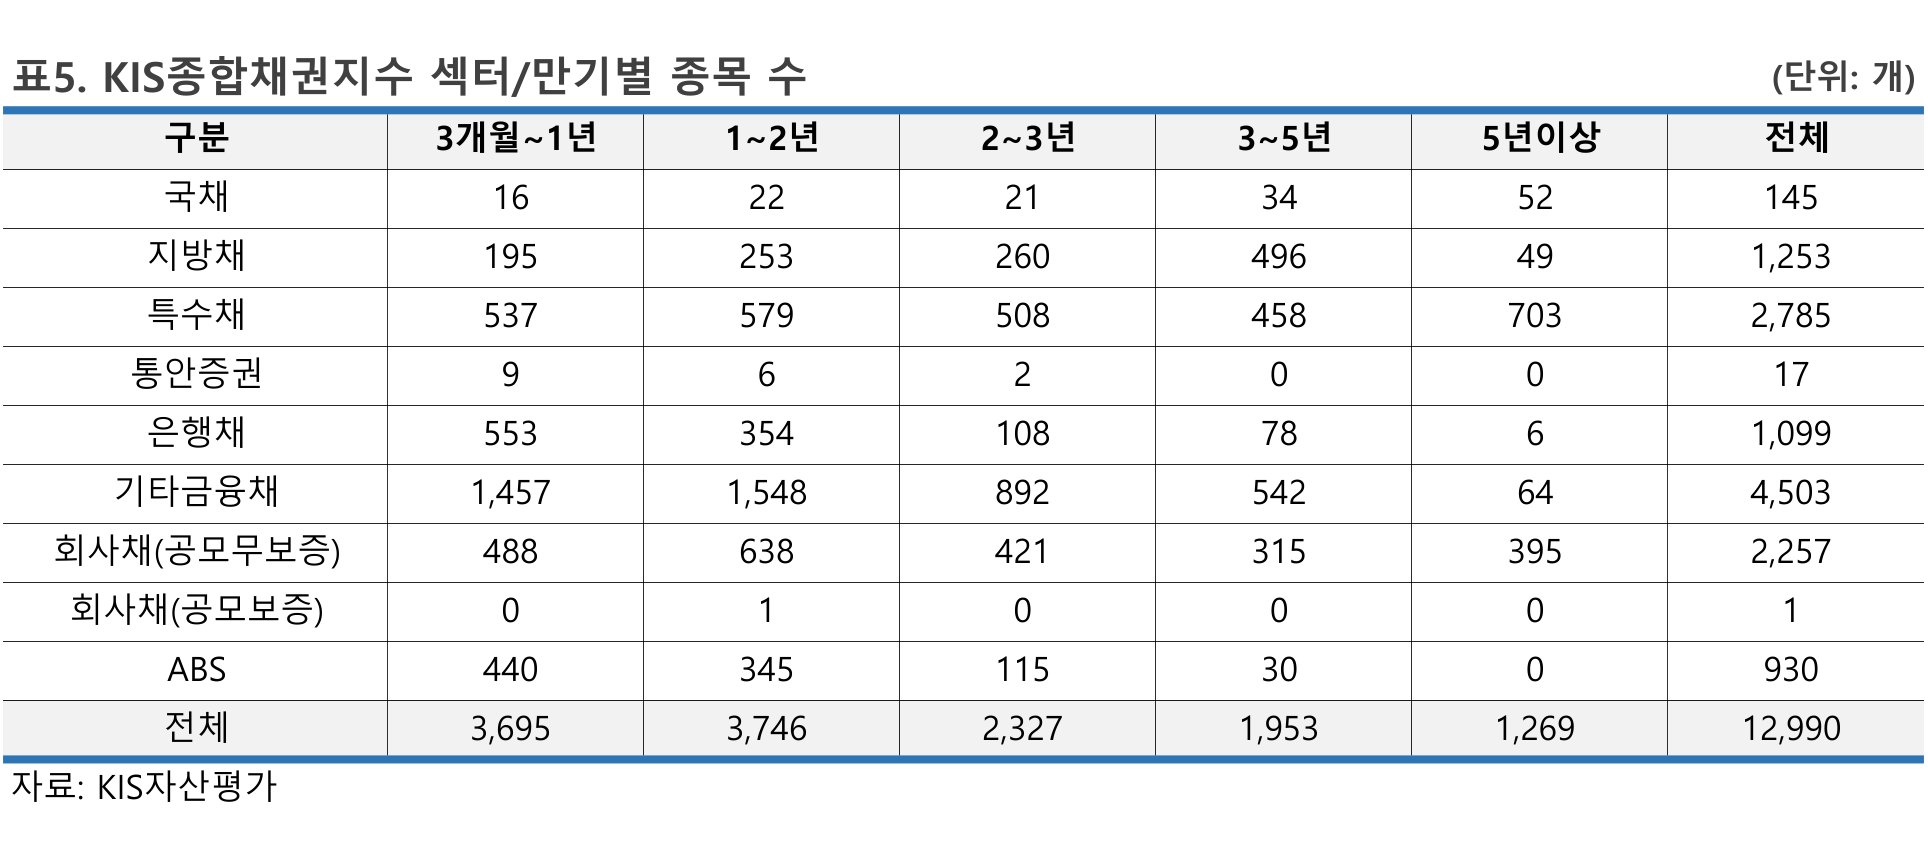 표5. KIS종합채권지수 섹터/만기별 종목 수 (단위: 개)
구분 3개월~1년 1~2년 2~3년 3~5년 5년이상 전체
국채 16 22 21 34 52 145
지방채 195 253 260 496 49 1,253
특수채 537 579 508 458 703 2,785
통안증권 9 6 2 0 0 17
은행채 553 354 108 78 6 1,099
기타금융채 1,457 1,548 892 542 64 4,503
회사채(공모무보증) 488 638 421 315 395 2,257
회사채(공모보증) 0 1 0 0 0 1
ABS 440 345 115 30 0 930
전체 3,695 3,746 2,327 1,953 1,269 12,990
자료: KIS자산평가